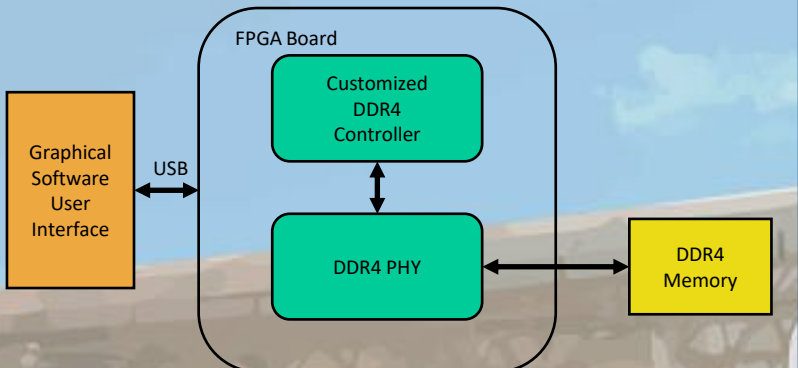 FPGA Board
Customized
DDR4
Controller
Graphical
Software
User
Interface
USB
DDR4 PHY
DDR4
Memory